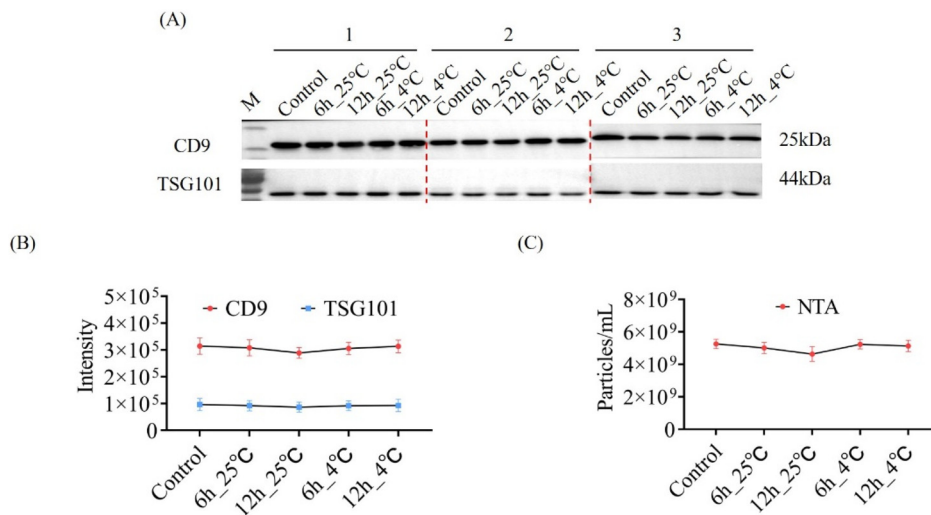 (A)
1 2 3
M Control 6h_25°C 12h_25°C 6h_4°C 12h_4°C Control 6h_25°C 12h_25°C 6h_4°C 12h_4°C Control 6h_25°C 12h_25°C 6h_4°C 12h_4°C
CD9 25kDa
TSG101 44kDa
(B)
Intensity
5×10⁵
4×10⁵
3×10⁵
2×10⁵
1×10⁵
0
CD9 TSG101
Control 6h_25℃ 12h_25℃ 6h_4℃ 12h_4℃
(C)
Particles/mL
8×10⁹
6×10⁹
4×10⁹
2×10⁹
0
NTA
Control 6h_25℃ 12h_25℃ 6h_4℃ 12h_4℃